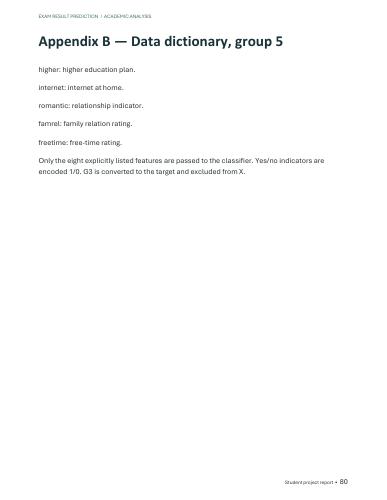 EXAM RESULT PREDICTION | ACADEMIC ANALYSIS
Appendix B — Data dictionary, group 5
higher: higher education plan.
internet: internet at home.
romantic: relationship indicator.
famrel: family relation rating.
freetime: free-time rating.
Only the eight explicitly listed features are passed to the classifier. Yes/no indicators are
encoded 1/0. G3 is converted to the target and excluded from X.
Student project report • 80